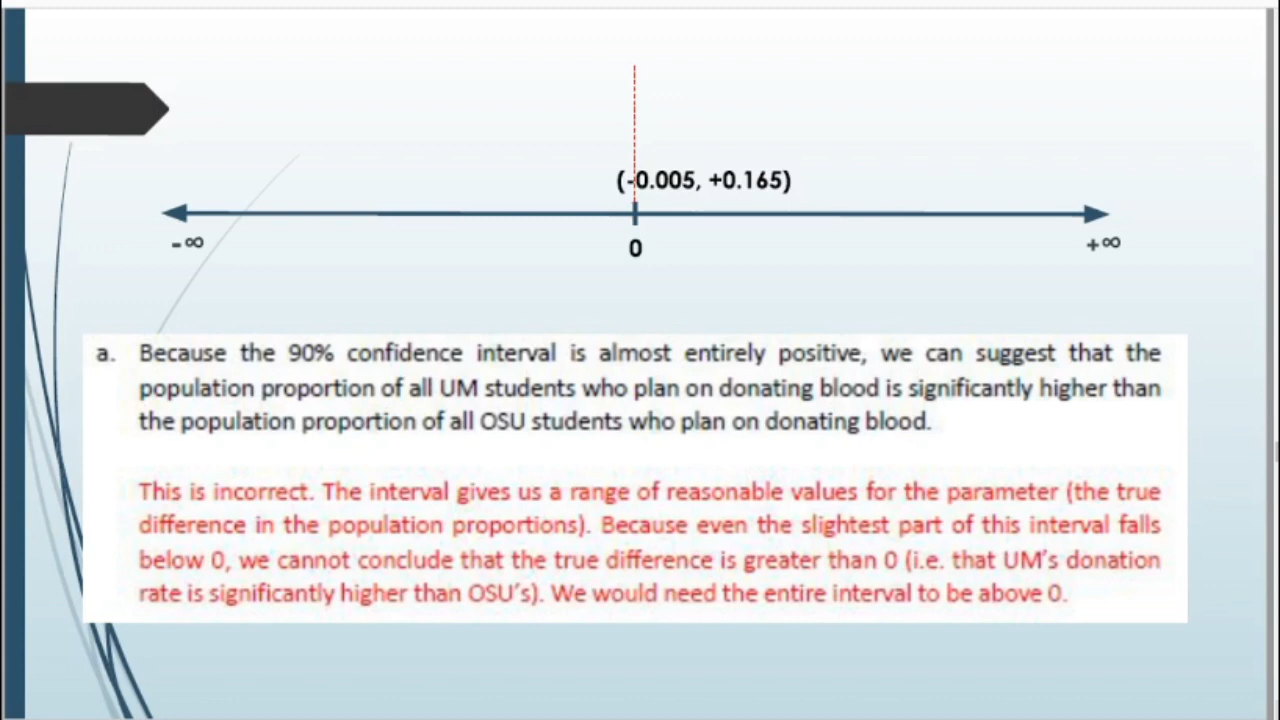 (-0.005, +0.165)
-∞
0
+∞
a. Because the 90% confidence interval is almost entirely positive, we can suggest that the
population proportion of all UM students who plan on donating blood is significantly higher than
the population proportion of all OSU students who plan on donating blood.
This is incorrect. The interval gives us a range of reasonable values for the parameter (the true
difference in the population proportions). Because even the slightest part of this interval falls
below 0, we cannot conclude that the true difference is greater than 0 (i.e. that UM's donation
rate is significantly higher than OSU's). We would need the entire interval to be above 0.